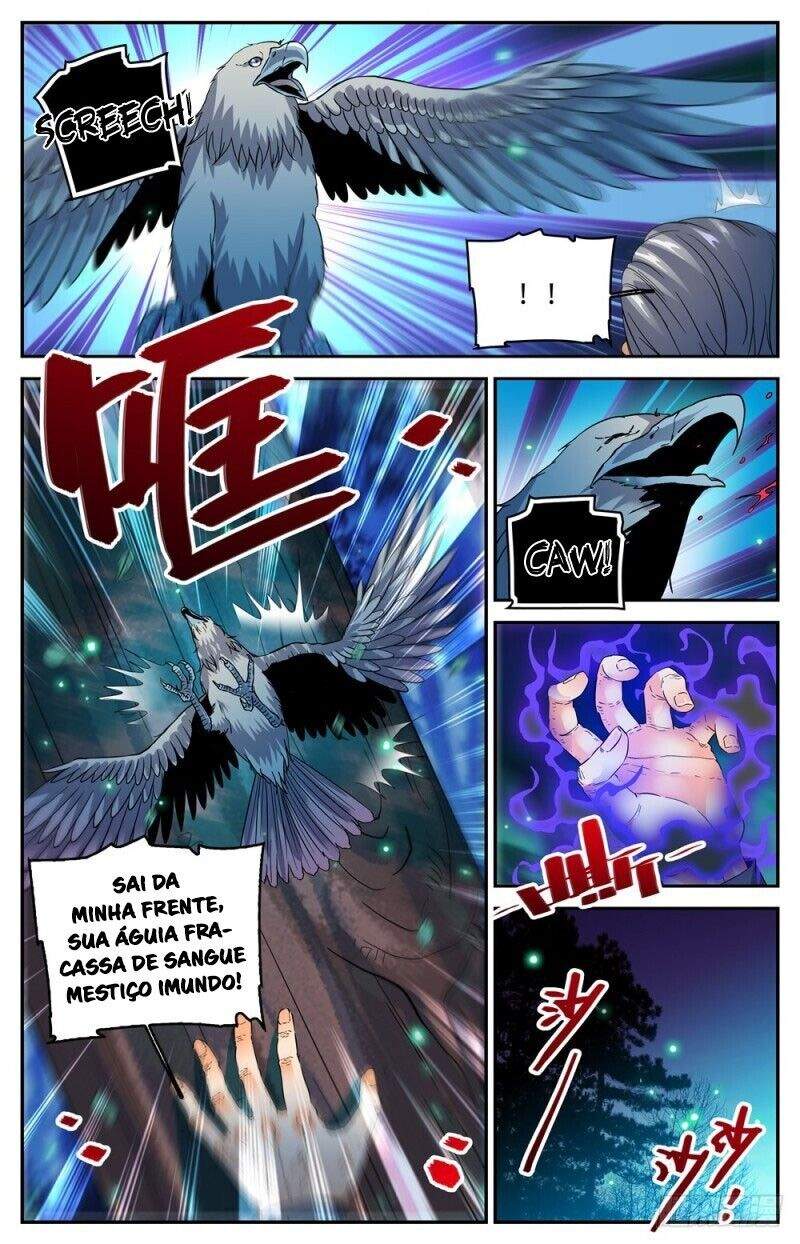 SCREECH!
！！
哐
CAW!
SAI DA
MINHA FRENTE,
SUA ÁGUIA FRA-
CASSA DE SANGUE
MESTIÇO IMUNDO!
沙
沙沙!